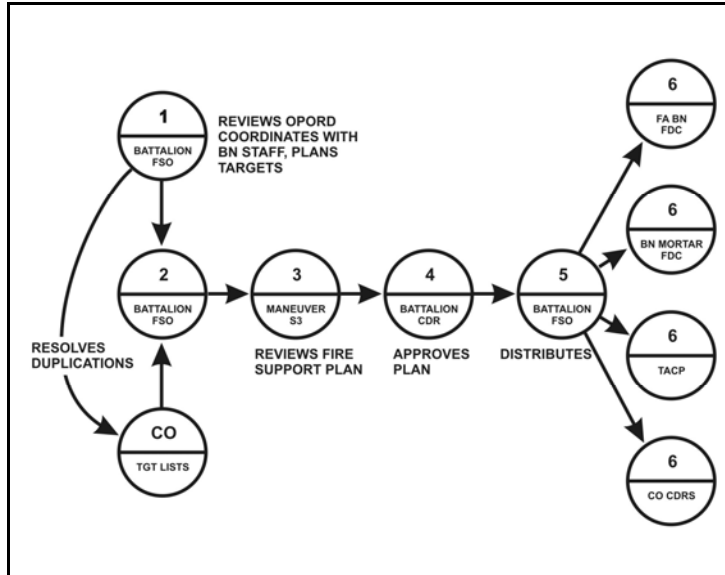 1
BATTALION
FSO
REVIEWS OPORD
COORDINATES WITH
BN STAFF, PLANS
TARGETS
2
BATTALION
FSO
RESOLVES
DUPLICATIONS
CO
TGT LISTS
3
MANEUVER
S3
REVIEWS FIRE
SUPPORT PLAN
4
BATTALION
CDR
APPROVES
PLAN
5
BATTALION
FSO
DISTRIBUTES
6
FA BN
FDC
6
BN MORTAR
FDC
6
TACP
6
CO CDRS